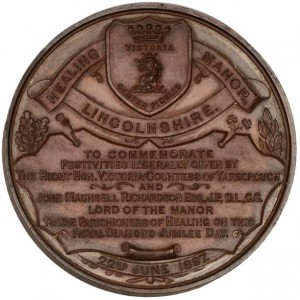 VICTORIA
HEALING MANOR.
LINCOLNSHIRE.
TO COMMEMORATE
FESTIVITIES LIBERALLY GIVEN BY
THE RIGHT HON. VICTORIA COUNTESS OF YARBOROUGH
AND
JOHN MAUNSELL RICHARDSON ESQ. J.P. D.L. C.C.
LORD OF THE MANOR
TO THE PARISHIONERS OF HEALING ON THIS
ROYAL DIAMOND JUBILEE DAY.
22ND JUNE 1897.